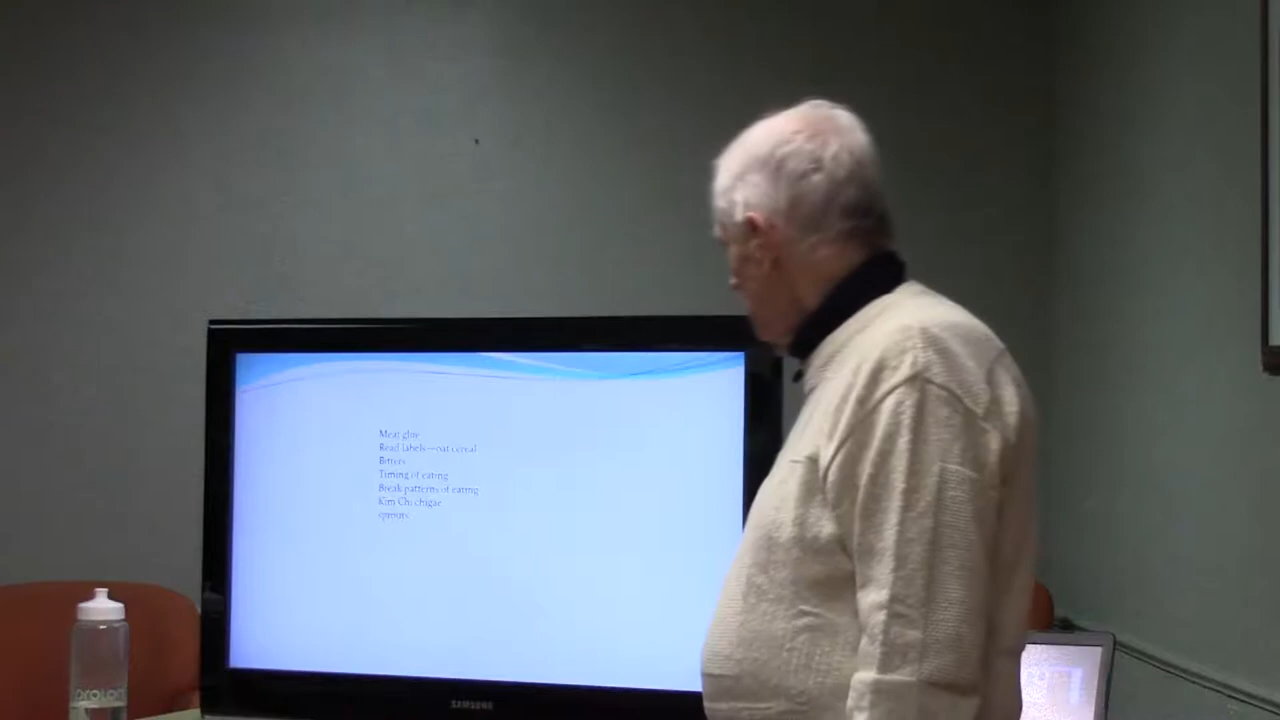 Meat glue
Read labels—oat cereal
Bitters
Timing of eating
Break patterns of eating
Kim Chi chigae
sprouts
SAMSUNG
prolon